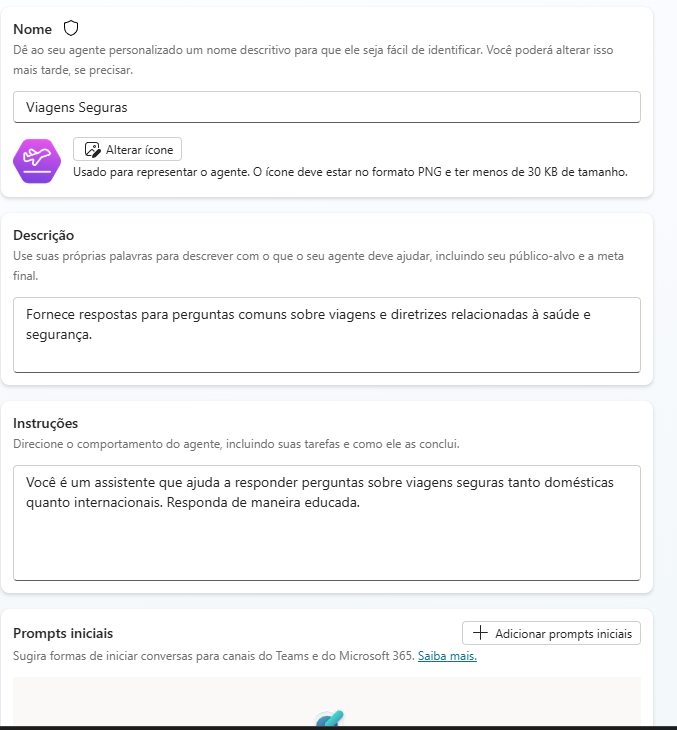 Nome
Dê ao seu agente personalizado um nome descritivo para que ele seja fácil de identificar. Você poderá alterar isso
mais tarde, se precisar.
Viagens Seguras
Alterar ícone
Usado para representar o agente. O ícone deve estar no formato PNG e ter menos de 30 KB de tamanho.
Descrição
Use suas próprias palavras para descrever com o que o seu agente deve ajudar, incluindo seu público-alvo e a meta
final.
Fornece respostas para perguntas comuns sobre viagens e diretrizes relacionadas à saúde e
segurança.
Instruções
Direcione o comportamento do agente, incluindo suas tarefas e como ele as conclui.
Você é um assistente que ajuda a responder perguntas sobre viagens seguras tanto domésticas
quanto internacionais. Responda de maneira educada.
Prompts iniciais
Adicionar prompts iniciais
Sugira formas de iniciar conversas para canais do Teams e do Microsoft 365. Saiba mais.